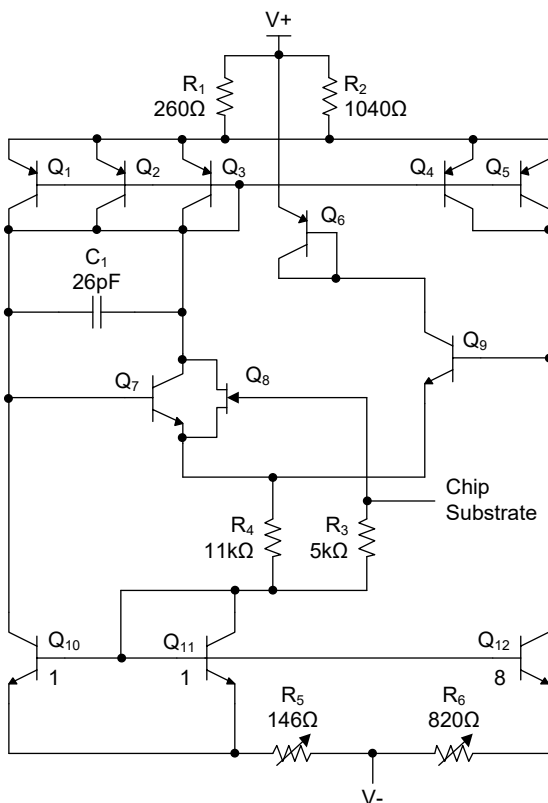 V+
R1
260Ω
R2
1040Ω
Q1
Q2
Q3
Q4
Q5
Q6
C1
26pF
Q9
Q7
Q8
Chip
Substrate
R4
11kΩ
R3
5kΩ
Q10
Q11
Q12
1
1
8
R5
146Ω
R6
820Ω
V-